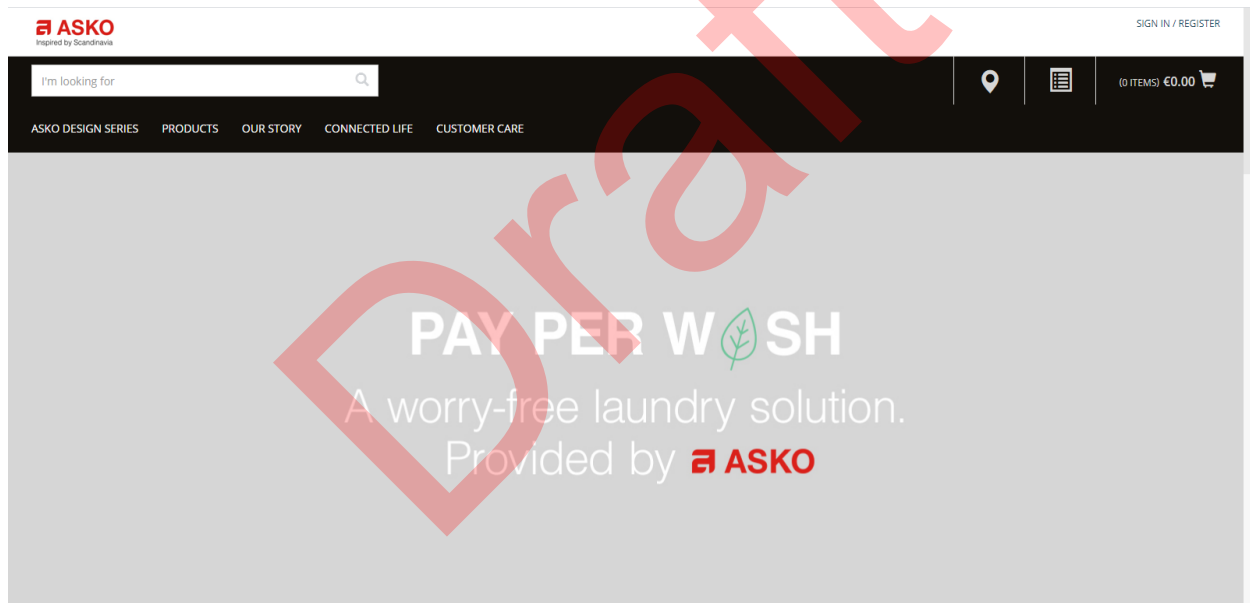 ASKO
Inspired by Scandinavia
SIGN IN / REGISTER
I'm looking for
(0 ITEMS) €0.00
ASKO DESIGN SERIES PRODUCTS OUR STORY CONNECTED LIFE CUSTOMER CARE
PAY PER WASH
A worry-free laundry solution.
Provided by ASKO
Draft